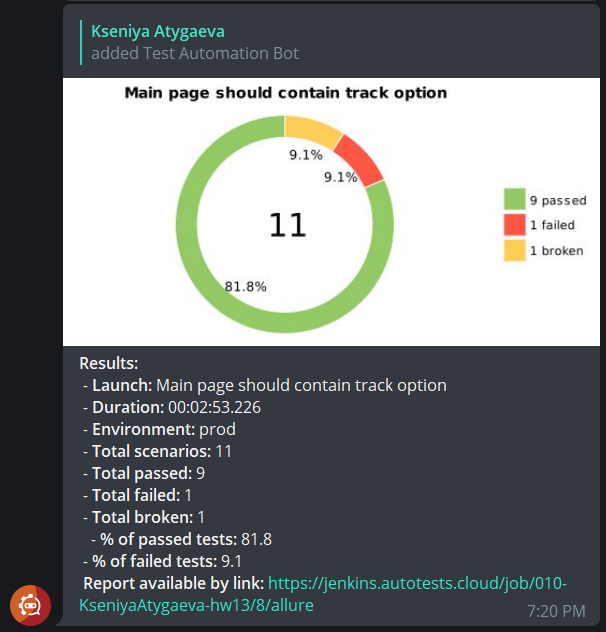 Kseniya Atygaeva
added Test Automation Bot
Main page should contain track option
9.1%
9.1%
11
81.8%
9 passed
1 failed
1 broken
Results:
- Launch: Main page should contain track option
- Duration: 00:02:53.226
- Environment: prod
- Total scenarios: 11
- Total passed: 9
- Total failed: 1
- Total broken: 1
- % of passed tests: 81.8
- % of failed tests: 9.1
Report available by link: https://jenkins.autotests.cloud/job/010-
KseniyaAtygaeva-hw13/8/allure
7:20 PM